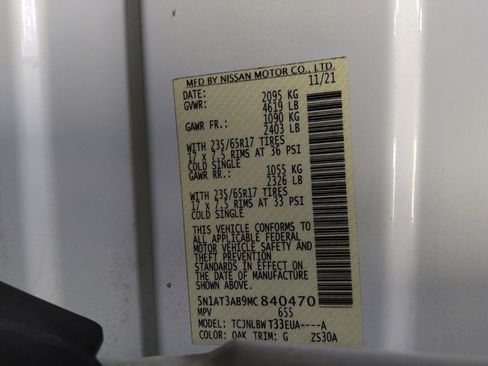 MFD BY NISSAN MOTOR CO., LTD.
DATE: 11/21
GVWR: 2095 KG
4619 LB
GAWR FR.: 1090 KG
2403 LB
WITH 235/65R17 TIRES
17 x 7.5 RIMS AT 36 PSI
COLD SINGLE
GAWR RR.: 1055 KG
2326 LB
WITH 235/65R17 TIRES
17 x 7.5 RIMS AT 33 PSI
COLD SINGLE
THIS VEHICLE CONFORMS TO
ALL APPLICABLE FEDERAL
MOTOR VEHICLE SAFETY AND
THEFT PREVENTION
STANDARDS IN EFFECT ON
THE DATE OF MANUFACTURE
SHOWN ABOVE.
5N1AT3AB9MC 840470
MPV 655
MODEL: TCJNLBW T33EUA----A
COLOR: QAK TRIM: G ZS30A